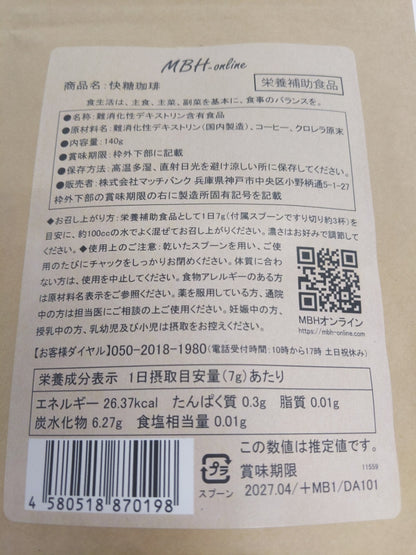 MBH-online
商品名:快糖珈琲 栄養補助食品
食生活は、主食、主菜、副菜を基本に、食事のバランスを。
●名称:難消化性デキストリン含有食品
●原材料名:難消化性デキストリン(国内製造)、コーヒー、クロレラ原末
●内容量:140g
●賞味期限:枠外下部に記載
●保存方法:高温多湿、直射日光を避け涼しい所に保存してください。
●販売者:株式会社マッチバンク 兵庫県神戸市中央区小野柄通5-1-27
枠外下部の賞味期限の右に製造所固有記号を記載
◆お召し上がり方:栄養補助食品として1日7g(付属スプーンですり切り約3杯)を
目安に、約100ccの水でよく混ぜてお召し上がりください。濃さはお好みで調節して
ください。◆使用上のご注意:乾いたスプーンを用い、ご使
用のたびにチャックをしっかりお閉めください。体質に合わ
ない方は、使用を中止してください。食物アレルギーのある方
は原材料名表示をご参照ください。薬を服用している方、通院
中の方は担当医にご相談の上ご使用ください。妊娠中の方、
授乳中の方、乳幼児及び小児は摂取をお控えください。
MBHオンライン
https://mbh-online.com
【お客様ダイヤル】050-2018-1980(電話受付時間:10時から17時 土日祝休み)
栄養成分表示 1日摂取目安量(7g)あたり
エネルギー 26.37kcal たんぱく質 0.3g 脂質 0.01g
炭水化物 6.27g 食塩相当量 0.01g
この数値は推定値です。
プラ
スプーン
賞味期限 11559
2027.04/+MB1/DA101
4 580518 870198